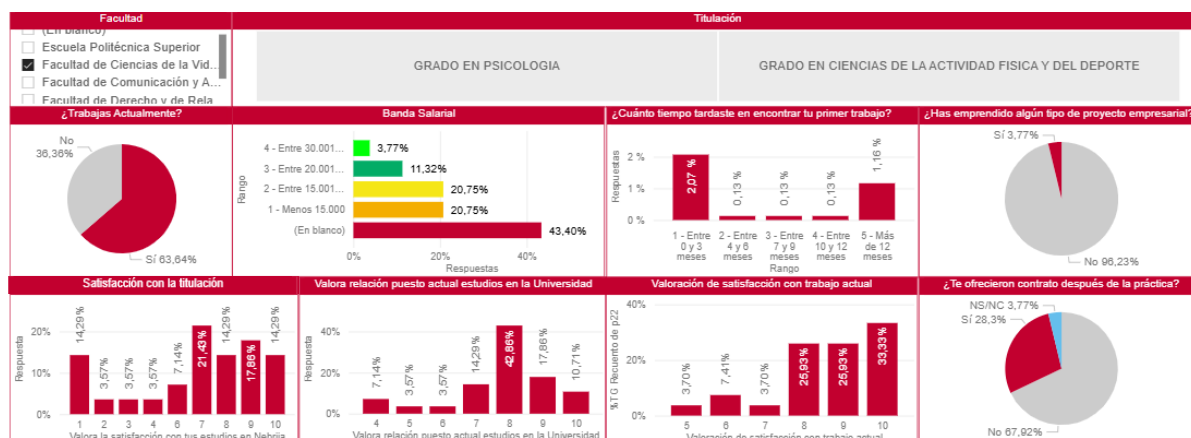 Facultad
Titulación
(En blanco)
Escuela Politécnica Superior
Facultad de Ciencias de la Vid...
Facultad de Comunicación y A...
Facultad de Derecho y de Rela
GRADO EN PSICOLOGIA
GRADO EN CIENCIAS DE LA ACTIVIDAD FISICA Y DEL DEPORTE
¿Trabajas Actualmente?
No
36,36%
Sí 63,64%
Banda Salarial
Rango
4 - Entre 30.001...
3 - Entre 20.001...
2 - Entre 15.001...
1 - Menos 15.000
(En blanco)
3,77%
11,32%
20,75%
20,75%
43,40%
0%
20%
40%
Respuestas
¿Cuánto tiempo tardaste en encontrar tu primer trabajo?
Respuestas
2 %
1 %
0 %
2,07 %
0,13 %
0,13 %
0,13 %
1,16 %
1 - Entre
0 y 3
meses
2 - Entre
4 y 6
meses
3 - Entre
7 y 9
meses
4 - Entre
10 y 12
meses
5 - Más
de 12
meses
Rango
¿Has emprendido algún tipo de proyecto empresarial?
Sí 3,77%
No 96,23%
Satisfacción con la titulación
Respuesta
20%
10%
0%
14,29%
3,57%
3,57%
3,57%
7,14%
21,43%
14,29%
17,86%
14,29%
1
2
3
4
6
7
8
9
10
Valora la satisfacción con tus estudios en Nebrija
Valora relación puesto actual estudios en la Universidad
Respuesta
40%
20%
0%
7,14%
3,57%
3,57%
14,29%
42,86%
17,86%
10,71%
4
5
6
7
8
9
10
Valora relación puesto actual estudios en la Universidad
Valoración de satisfacción con trabajo actual
%TG Recuento de p22
40%
20%
0%
3,70%
7,41%
3,70%
25,93%
25,93%
33,33%
5
6
7
8
9
10
Valoración de satisfacción con trabajo actual
¿Te ofrecieron contrato después de la práctica?
NS/NC 3,77%
Sí 28,3%
No 67,92%